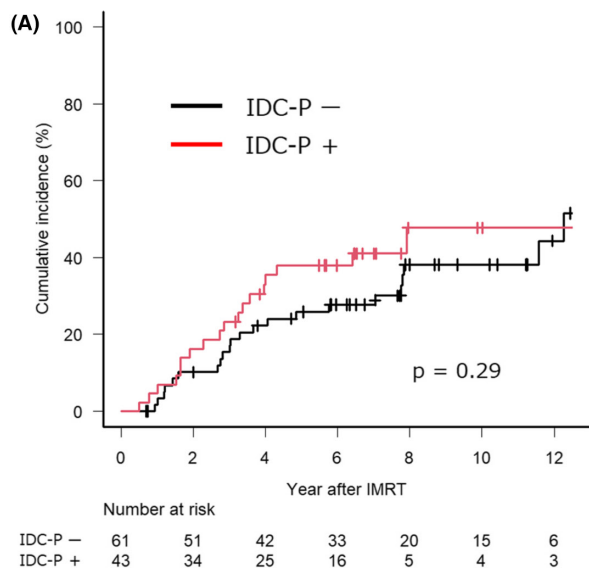 (A)
100
80
60
40
20
0
Cumulative incidence (%)
IDC-P —
IDC-P +
p = 0.29
0 2 4 6 8 10 12
Year after IMRT
Number at risk
IDC-P — 61 51 42 33 20 15 6
IDC-P + 43 34 25 16 5 4 3